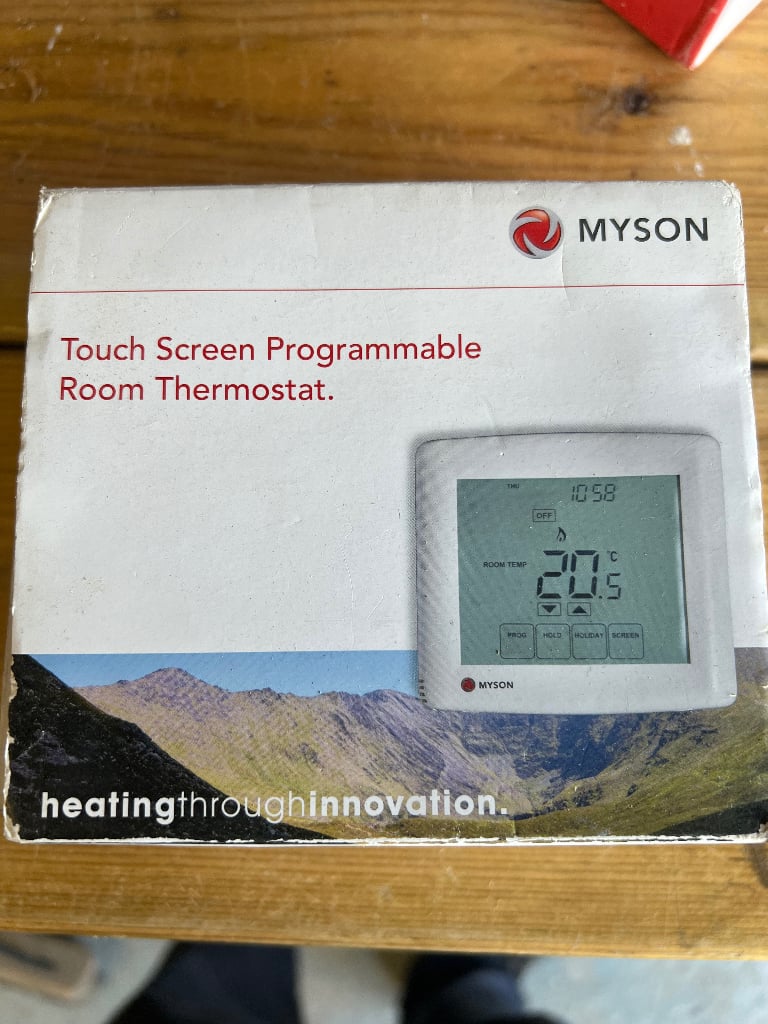 MYSON
Touch Screen Programmable
Room Thermostat.
THU 10:58
OFF
ROOM TEMP 20.5 °C
PROG HOLD HOLIDAY SCREEN
MYSON
heatingthroughinnovation.